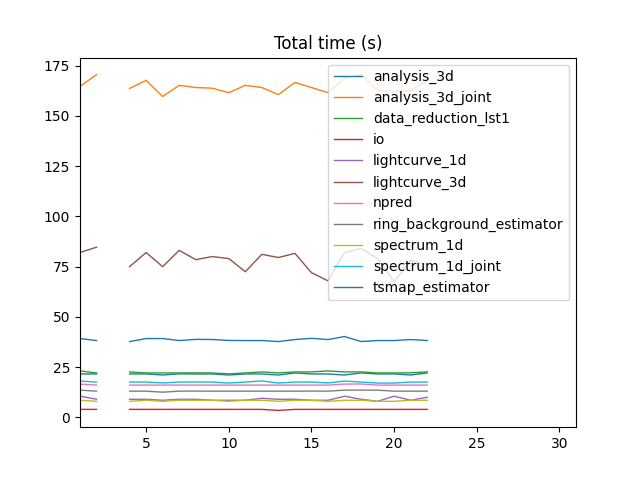 Total time (s)
175
150
125
100
75
50
25
0
5
10
15
20
25
30
analysis_3d
analysis_3d_joint
data_reduction_lst1
io
lightcurve_1d
lightcurve_3d
npred
ring_background_estimator
spectrum_1d
spectrum_1d_joint
tsmap_estimator